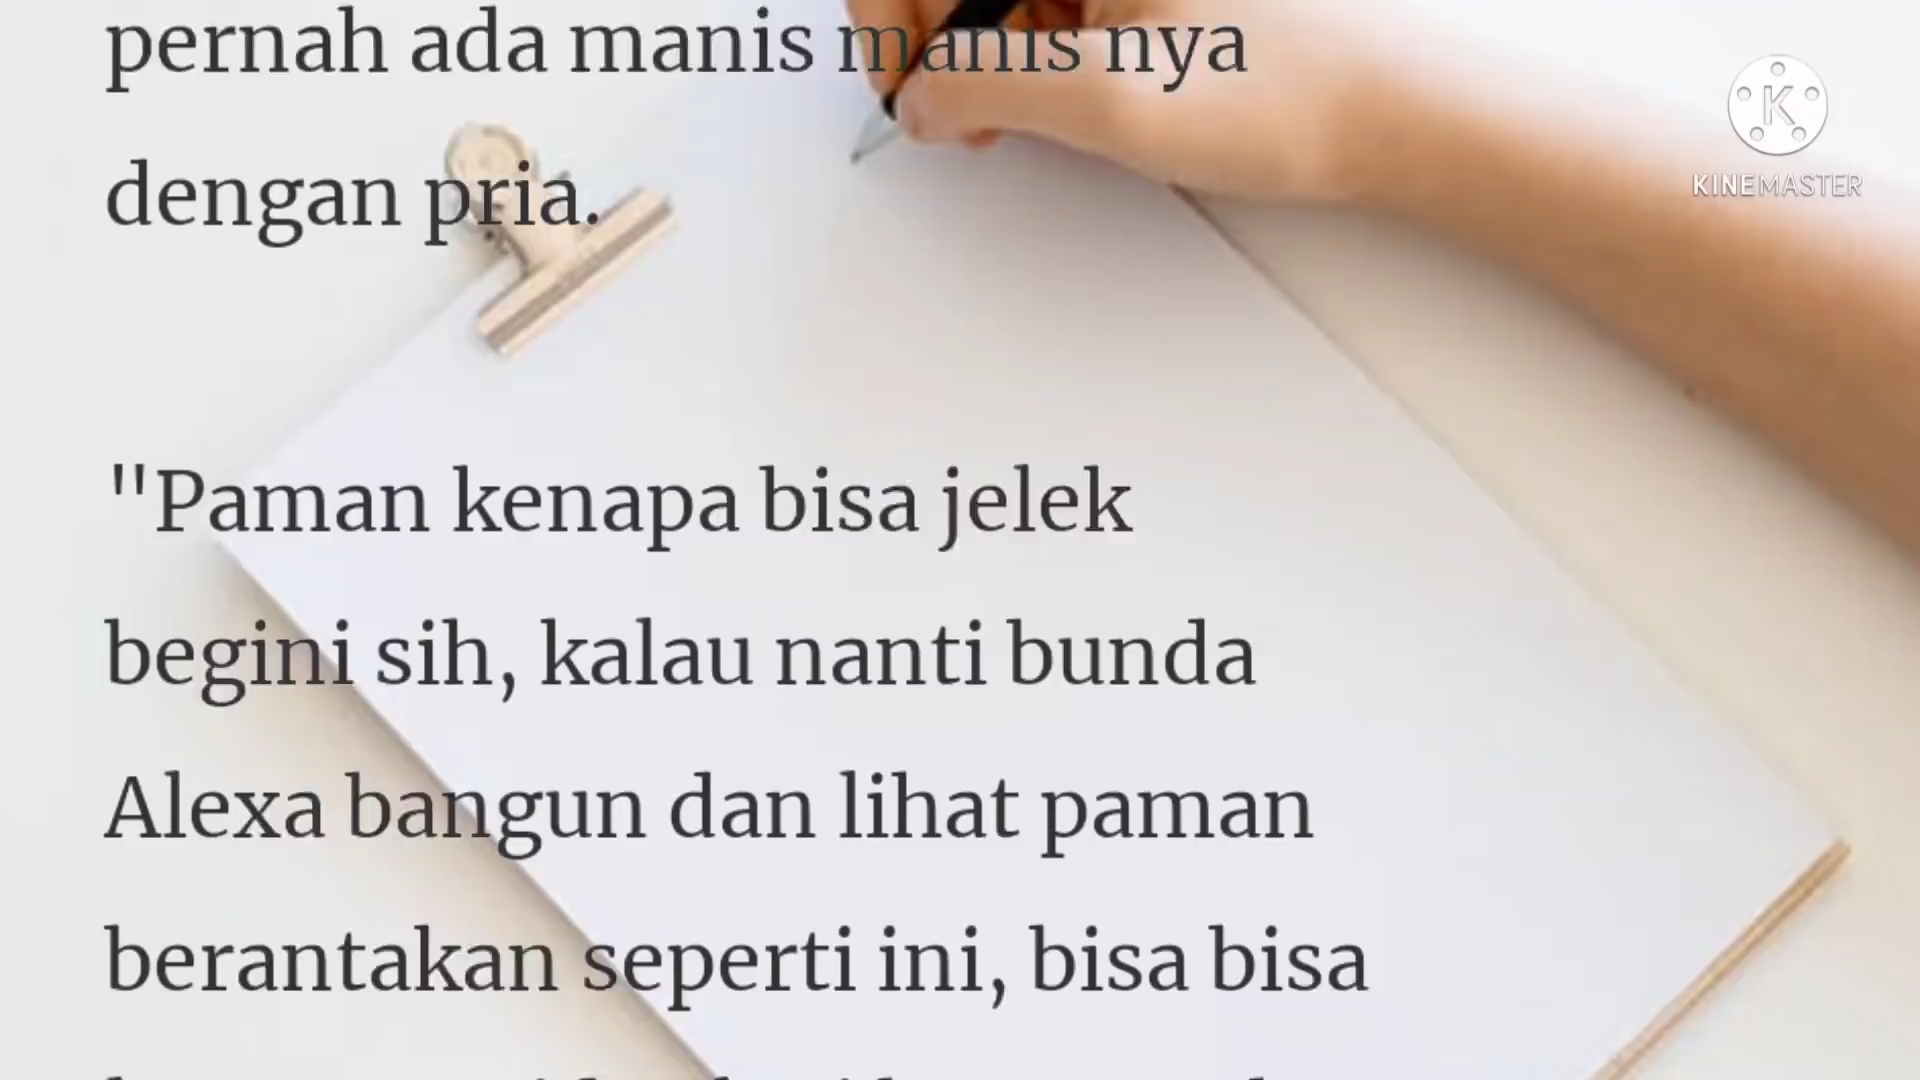 pernah ada manis manis nya
dengan pria.
"Paman kenapa bisa jelek
begini sih, kalau nanti bunda
Alexa bangun dan lihat paman
berantakan seperti ini, bisa bisa
KINEMASTER